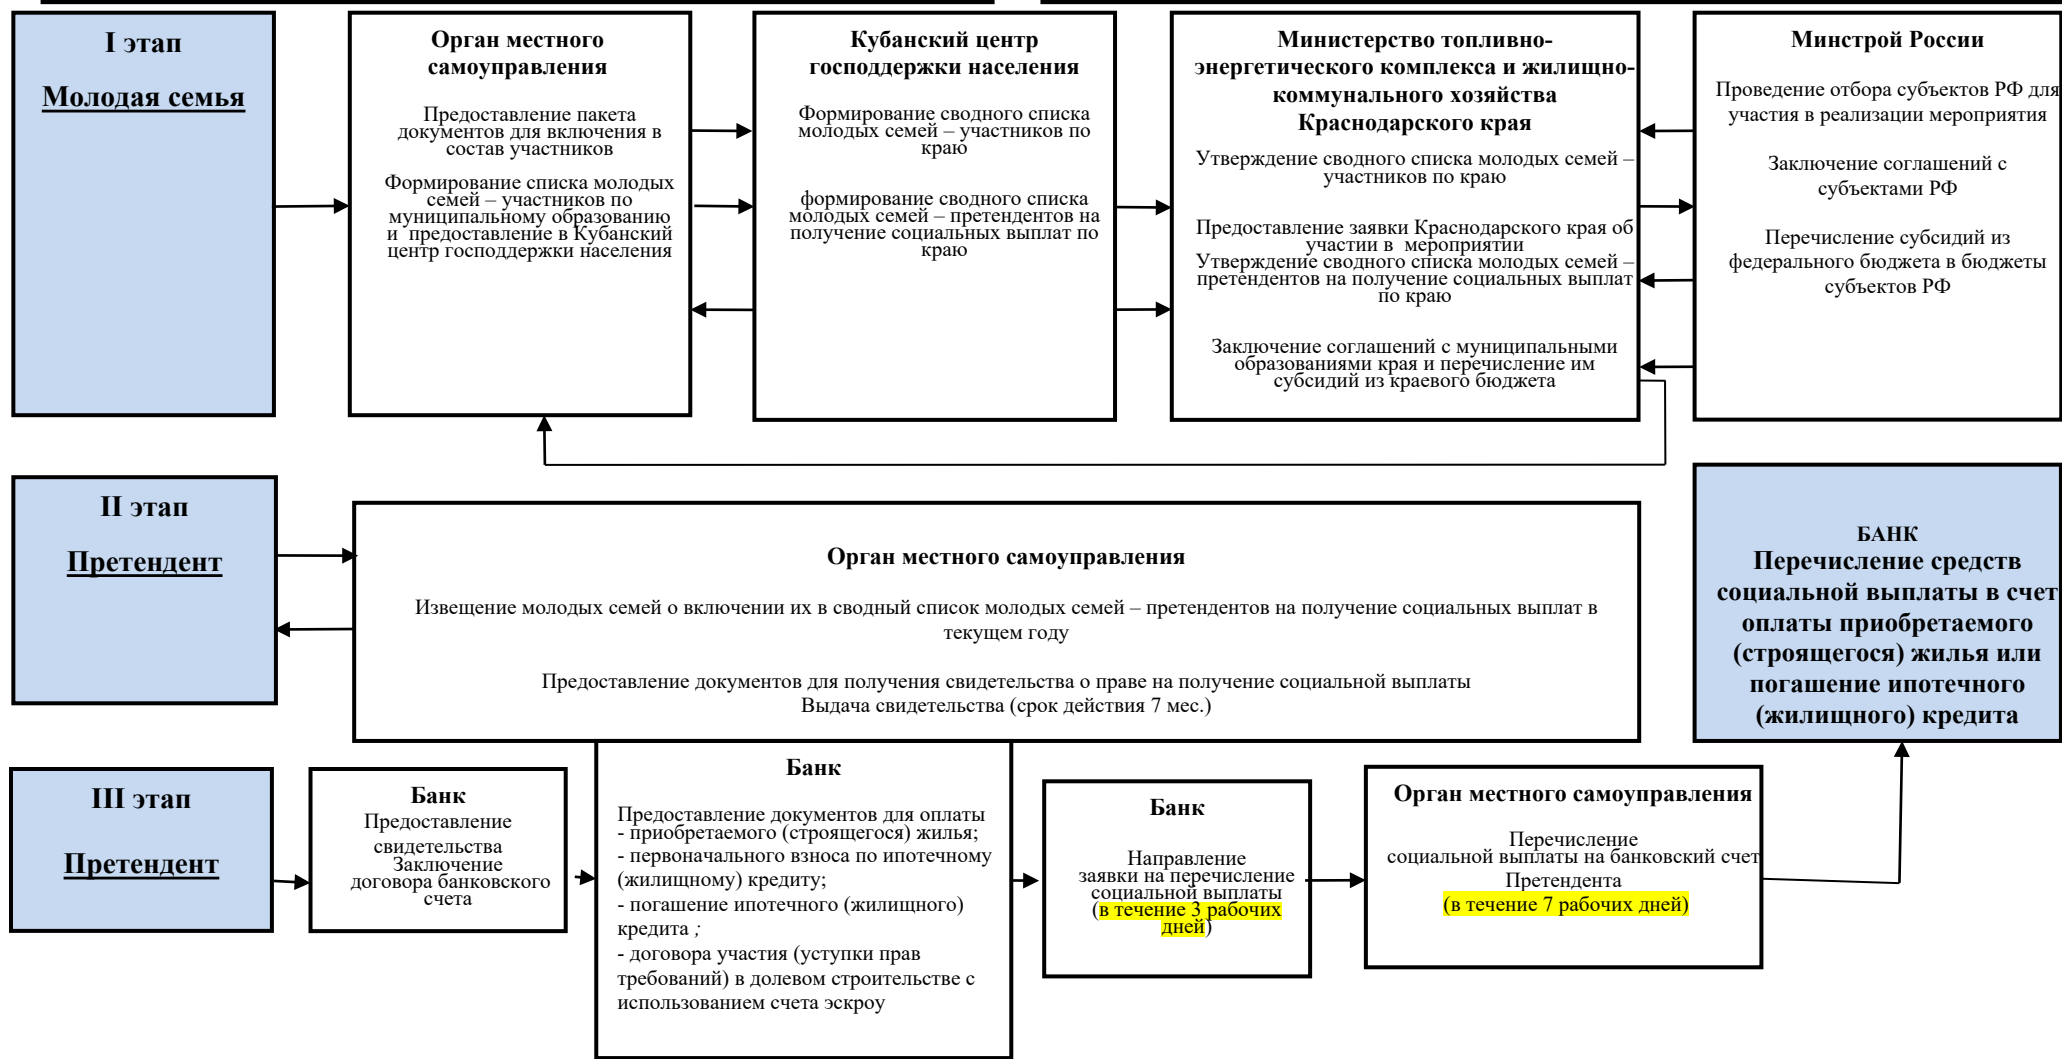 I этап
Молодая семья
Орган местного
самоуправления
Предоставление пакета
документов для включения в
состав участников
Формирование списка молодых
семей – участников по
муниципальному образованию
и предоставление в Кубанский
центр господдержки населения
Кубанский центр
господдержки населения
Формирование сводного списка
молодых семей – участников по
краю
формирование сводного списка
молодых семей – претендентов на
получение социальных выплат по
краю
Министерство топливно-
энергетического комплекса и жилищно-
коммунального хозяйства
Краснодарского края
Утверждение сводного списка молодых семей –
участников по краю
Предоставление заявки Краснодарского края об
участии в мероприятии
Утверждение сводного списка молодых семей –
претендентов на получение социальных выплат
по краю
Заключение соглашений с муниципальными
образованиями края и перечисление им
субсидий из краевого бюджета
Минстрой России
Проведение отбора субъектов РФ для
участия в реализации мероприятия
Заключение соглашений с
субъектами РФ
Перечисление субсидий из
федерального бюджета в бюджеты
субъектов РФ
II этап
Претендент
Орган местного самоуправления
Извещение молодых семей о включении их в сводный список молодых семей – претендентов на получение социальных выплат в
текущем году
Предоставление документов для получения свидетельства о праве на получение социальной выплаты
Выдача свидетельства (срок действия 7 мес.)
БАНК
Перечисление средств
социальной выплаты в счет
оплаты приобретаемого
(строящегося) жилья или
погашение ипотечного
(жилищного) кредита
III этап
Претендент
Банк
Предоставление
свидетельства
Заключение
договора банковского
счета
Банк
Предоставление документов для оплаты
- приобретаемого (строящегося) жилья;
- первоначального взноса по ипотечному
(жилищному) кредиту;
- погашение ипотечного (жилищного)
кредита ;
- договора участия (уступки прав
требований) в долевом строительстве с
использованием счета эскроу
Банк
Направление
заявки на перечисление
социальной выплаты
(в течение 3 рабочих
дней)
Орган местного самоуправления
Перечисление
социальной выплаты на банковский счет
Претендента
(в течение 7 рабочих дней)